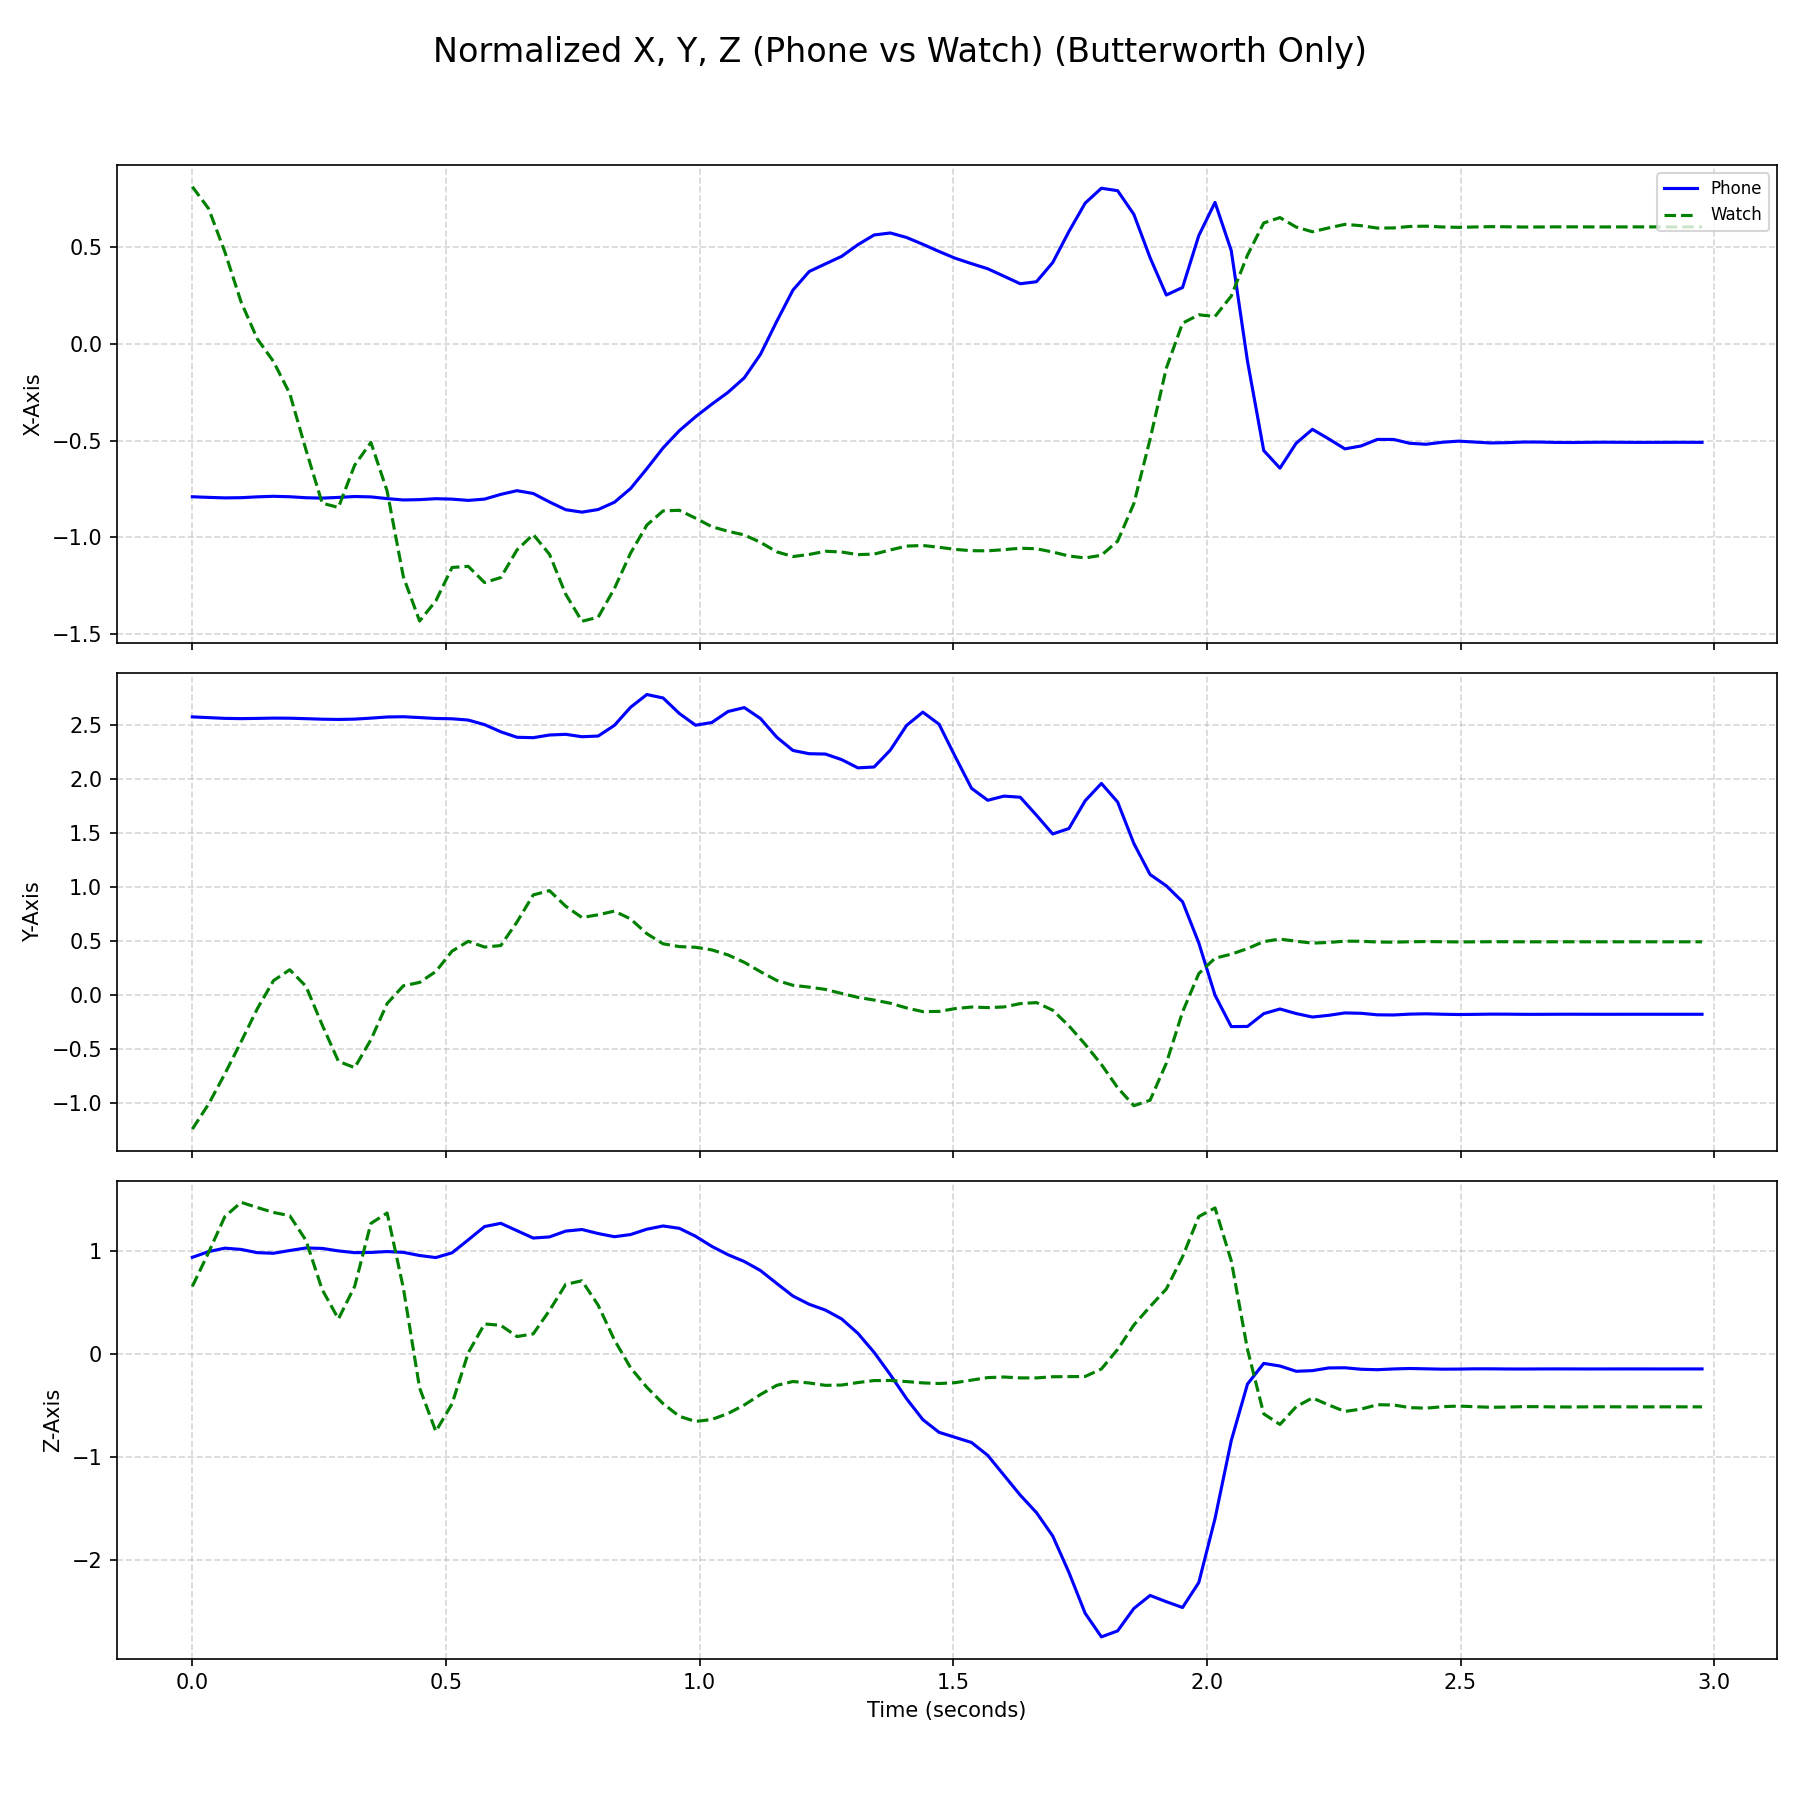 Normalized X, Y, Z (Phone vs Watch) (Butterworth Only)
Phone
Watch
X-Axis
0.5
0.0
−0.5
−1.0
−1.5
Y-Axis
2.5
2.0
1.5
1.0
0.5
0.0
−0.5
−1.0
Z-Axis
1
0
−1
−2
0.0 0.5 1.0 1.5 2.0 2.5 3.0
Time (seconds)